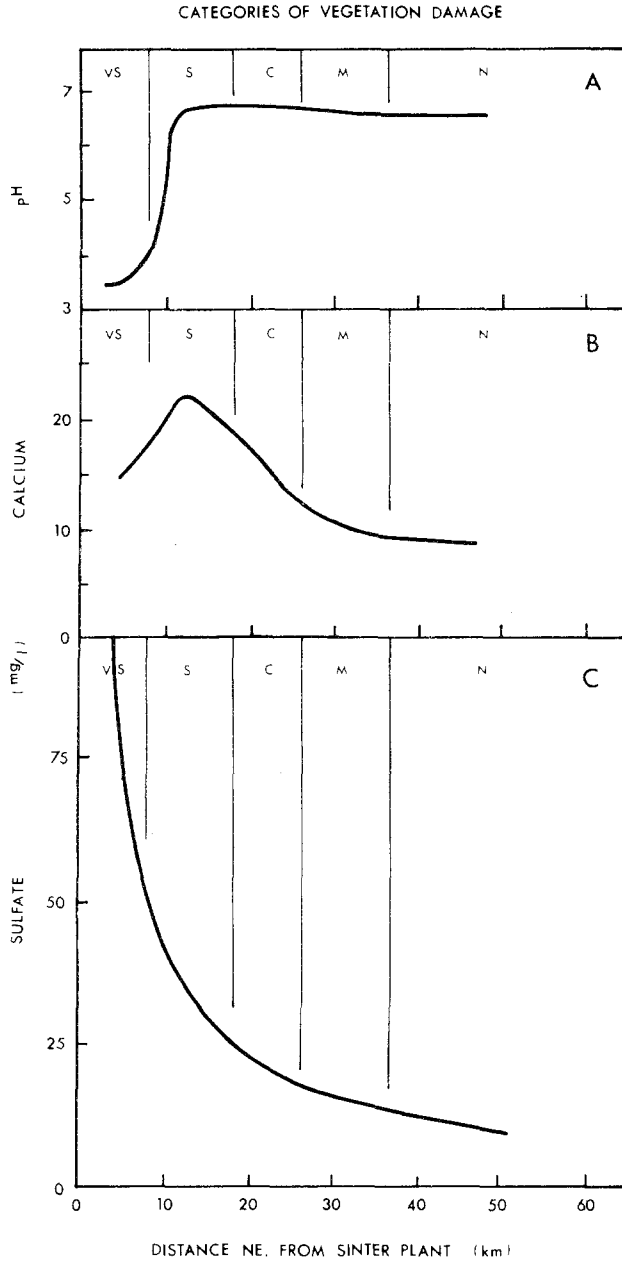 CATEGORIES OF VEGETATION DAMAGE
VS S C M N A
7
5
3
pH
VS S C M N B
20
10
0
CALCIUM
(mg/l)
VS S C M N C
75
50
25
0
SULFATE
0 10 20 30 40 50 60
DISTANCE NE. FROM SINTER PLANT (km)